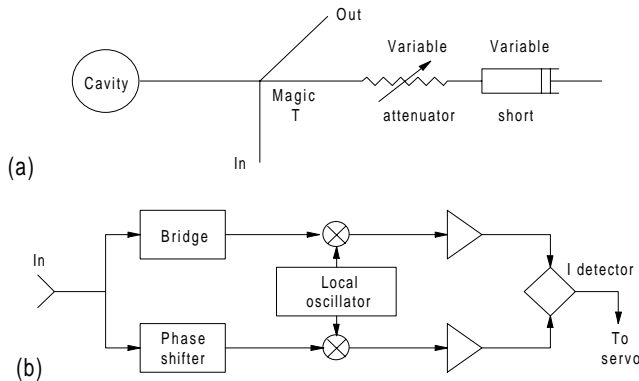 Out
Cavity
Variable
Variable
Magic
T
attenuator
short
In
(a)
Bridge
In
Local
oscillator
I detector
Phase
shifter
To
servo
(b)